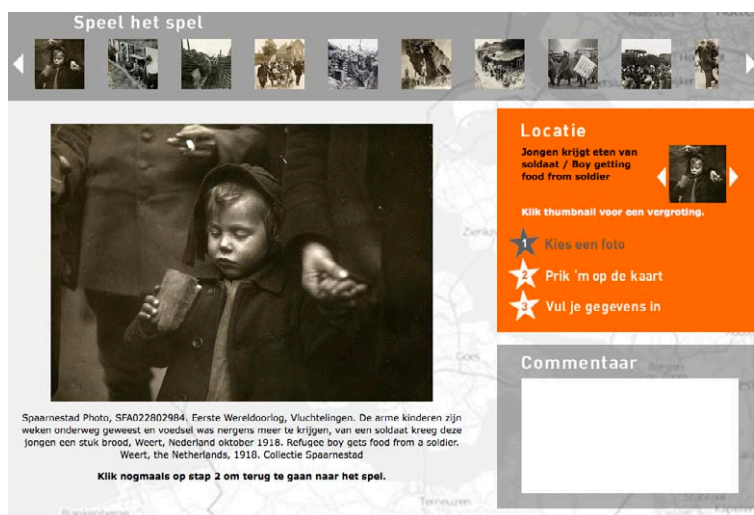 Speel het spel
Locatie
Jongen krijgt eten van
soldaat / Boy getting
food from soldier
Klik thumbnail voor een vergroting.
1 Kies een foto
2 Prik 'm op de kaart
3 Vul je gegevens in
Commentaar
Spaarnestad Photo, SFA022802984. Eerste Wereldoorlog, Vluchtelingen. De arme kinderen zijn
weken onderweg geweest en voedsel was nergens meer te krijgen, van een soldaat kreeg deze
jongen een stuk brood, Weert, Nederland oktober 1918. Refugee boy gets food from a soldier.
Weert, the Netherlands, 1918. Collectie Spaarnestad
Klik nogmaals op stap 2 om terug te gaan naar het spel.
Goes
Terneuzen